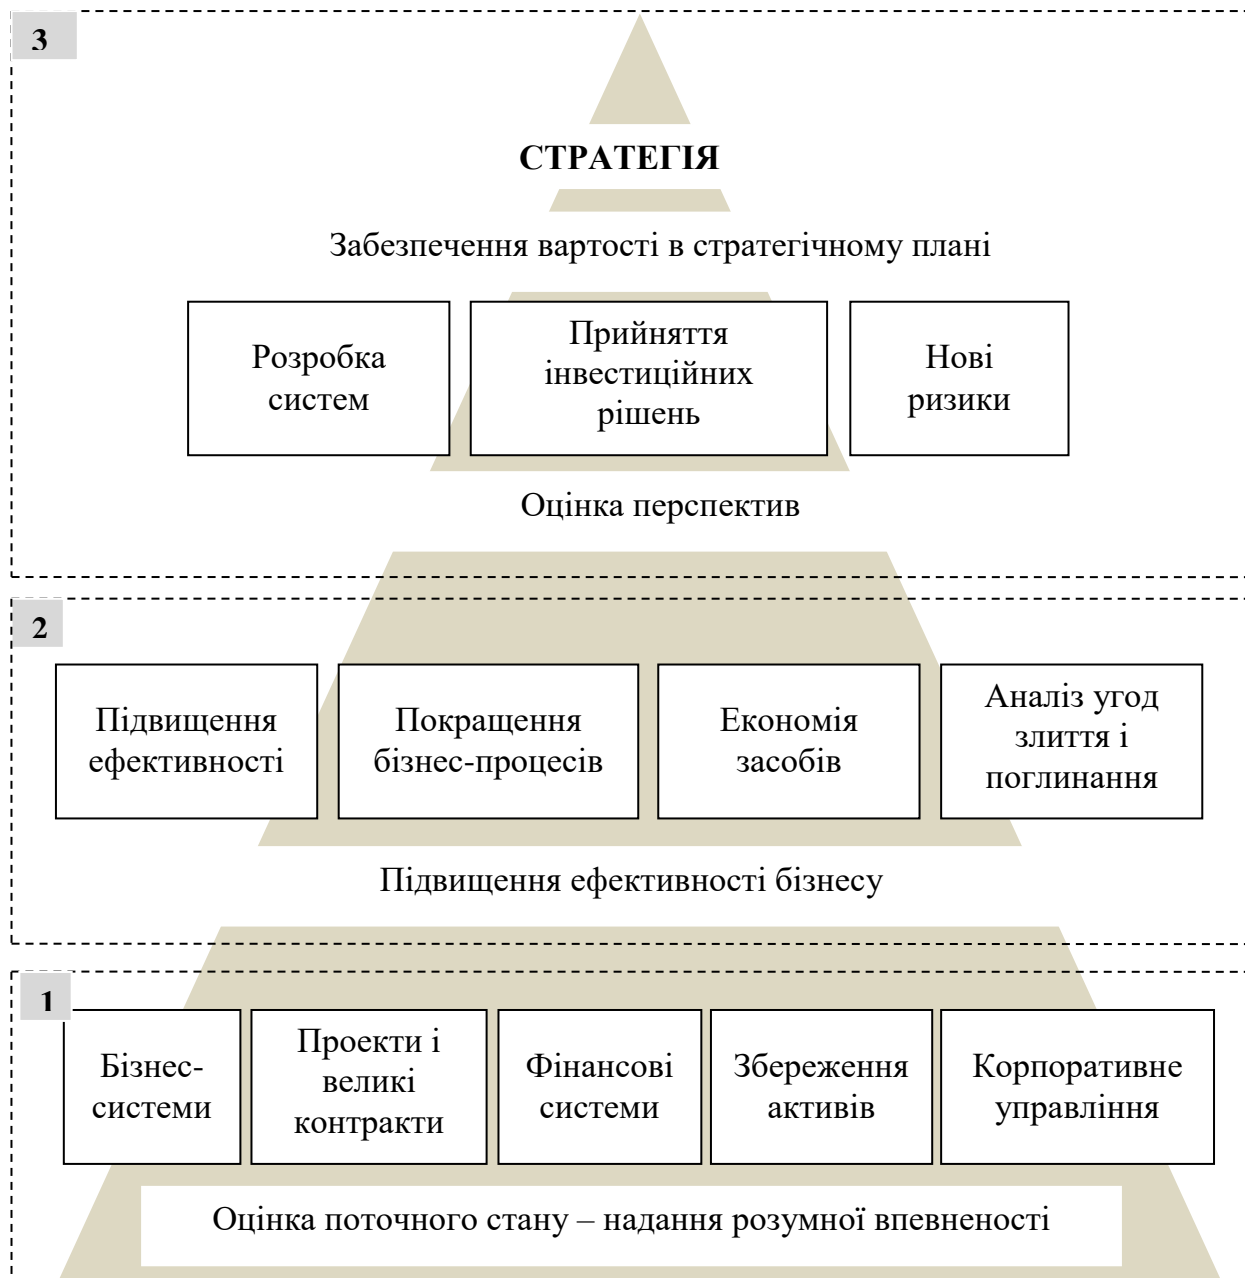 3
СТРАТЕГІЯ
Забезпечення вартості в стратегічному плані
Розробка
систем
Прийняття
інвестиційних
рішень
Нові
ризики
Оцінка перспектив
2
Підвищення
ефективності
Покращення
бізнес-процесів
Економія
засобів
Аналіз угод
злиття і
поглинання
Підвищення ефективності бізнесу
1
Бізнес-
системи
Проекти і
великі
контракти
Фінансові
системи
Збереження
активів
Корпоративне
управління
Оцінка поточного стану – надання розумної впевненості